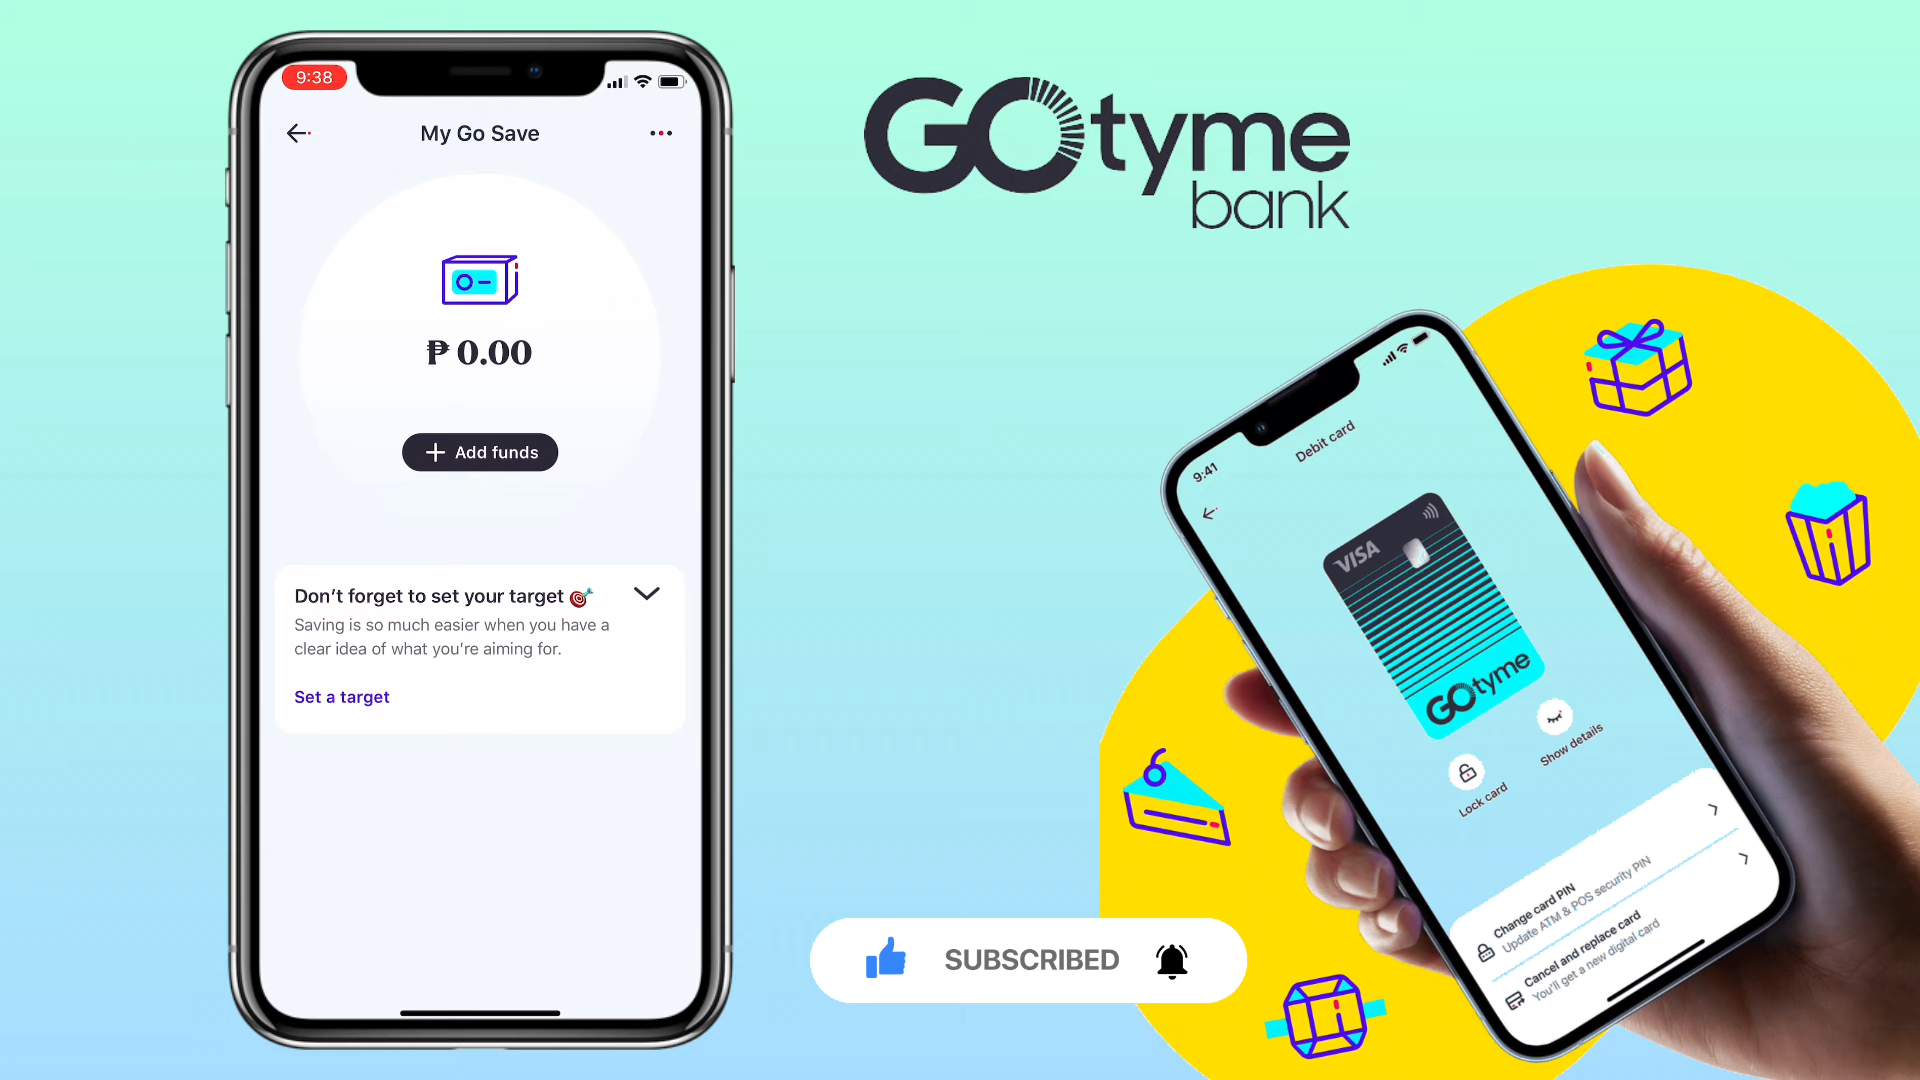 9:38
My Go Save
₱ 0.00
+ Add funds
Don't forget to set your target 🎯
Saving is so much easier when you have a
clear idea of what you're aiming for.
Set a target
GOtyme
bank
9:41
Debit card
VISA
GOtyme
Show details
Lock card
Change card PIN
Update ATM & POS security PIN
Cancel and replace card
You'll get a new digital card
SUBSCRIBED